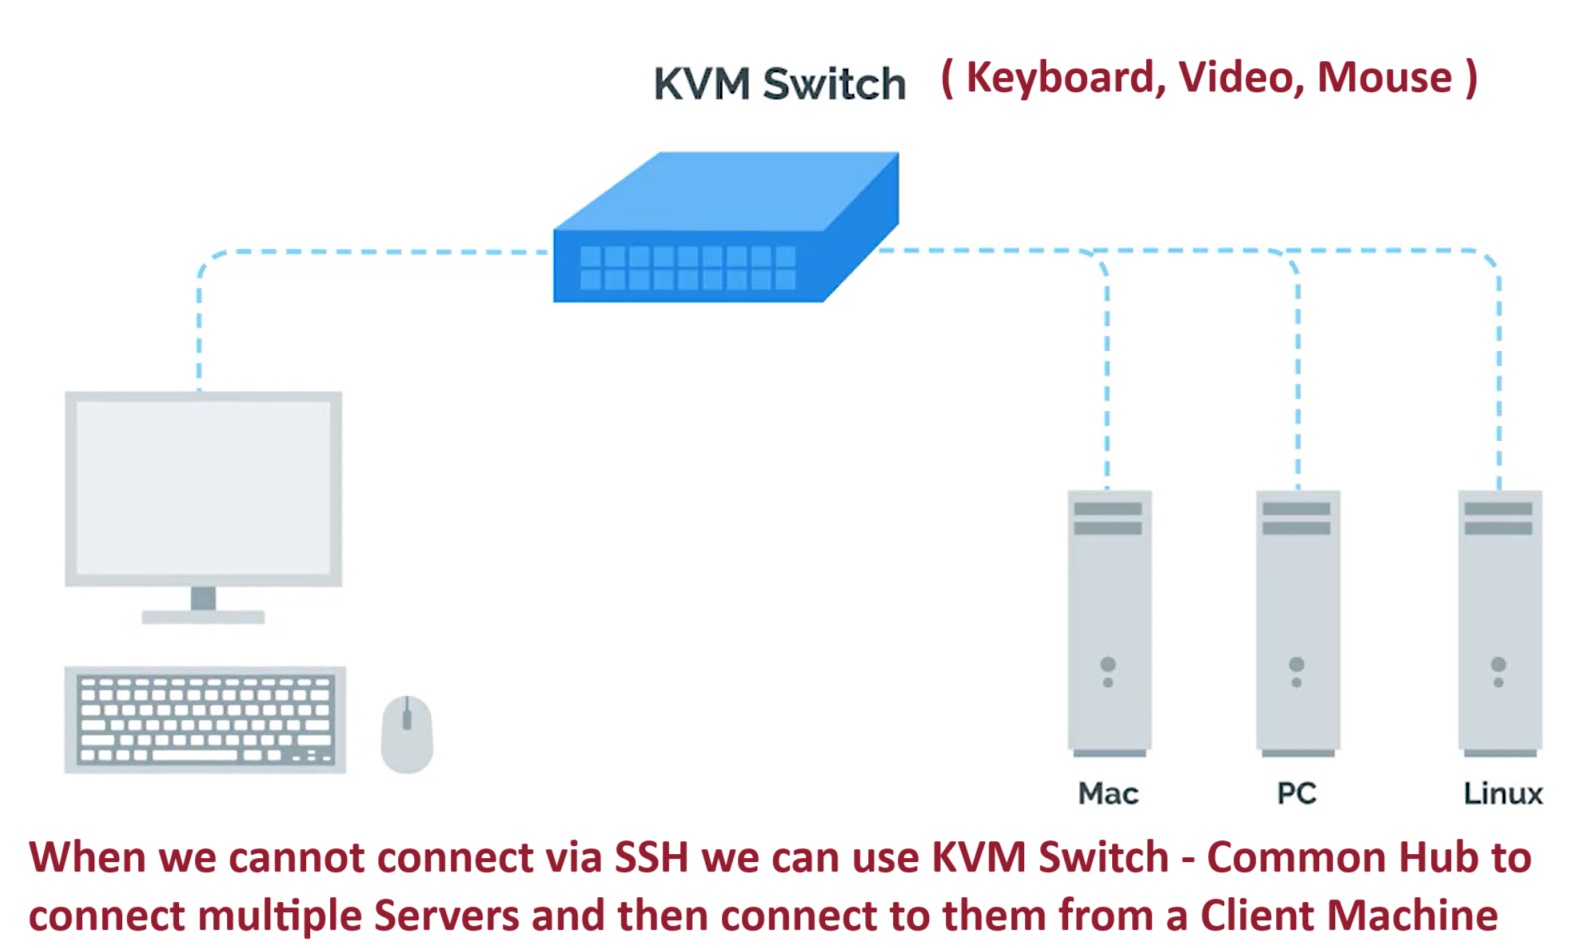 KVM Switch ( Keyboard, Video, Mouse )
Mac PC Linux
When we cannot connect via SSH we can use KVM Switch - Common Hub to
connect multiple Servers and then connect to them from a Client Machine